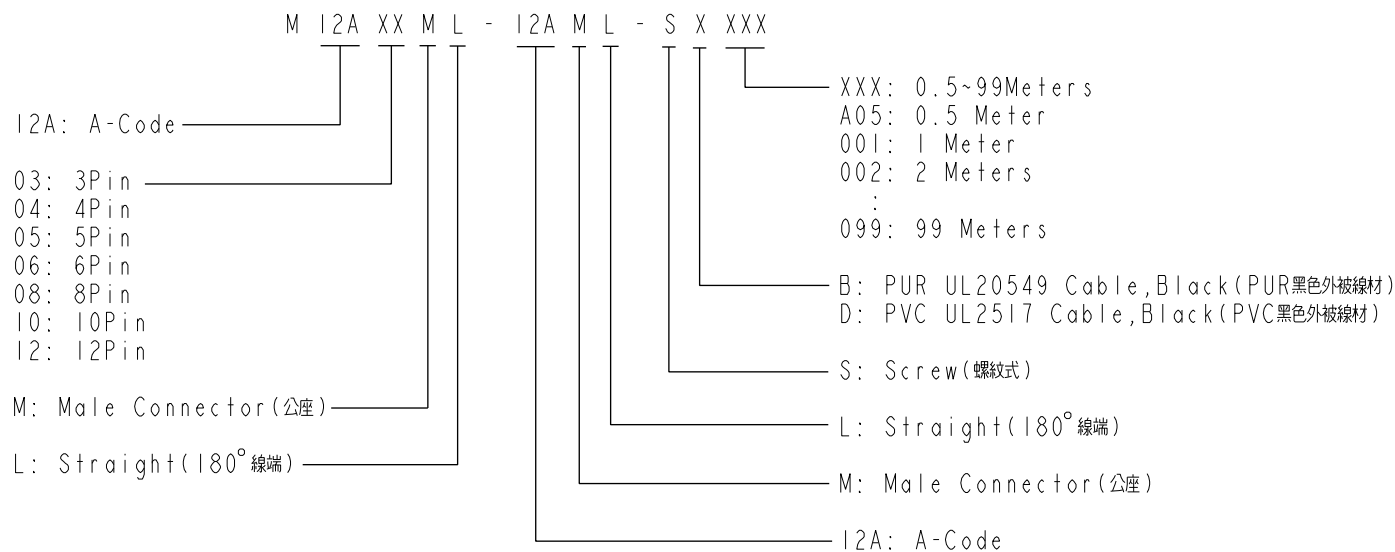 M 12A XX M L - 12A M L - S X XXX
12A: A-Code
03: 3Pin
04: 4Pin
05: 5Pin
06: 6Pin
08: 8Pin
10: 10Pin
12: 12Pin
M: Male Connector(公座)
L: Straight(180°線端)
XXX: 0.5~99Meters
A05: 0.5 Meter
001: 1 Meter
002: 2 Meters
:
099: 99 Meters
B: PUR UL20549 Cable,Black(PUR黑色外被線材)
D: PVC UL2517 Cable,Black(PVC黑色外被線材)
S: Screw(螺紋式)
L: Straight(180°線端)
M: Male Connector(公座)
12A: A-Code